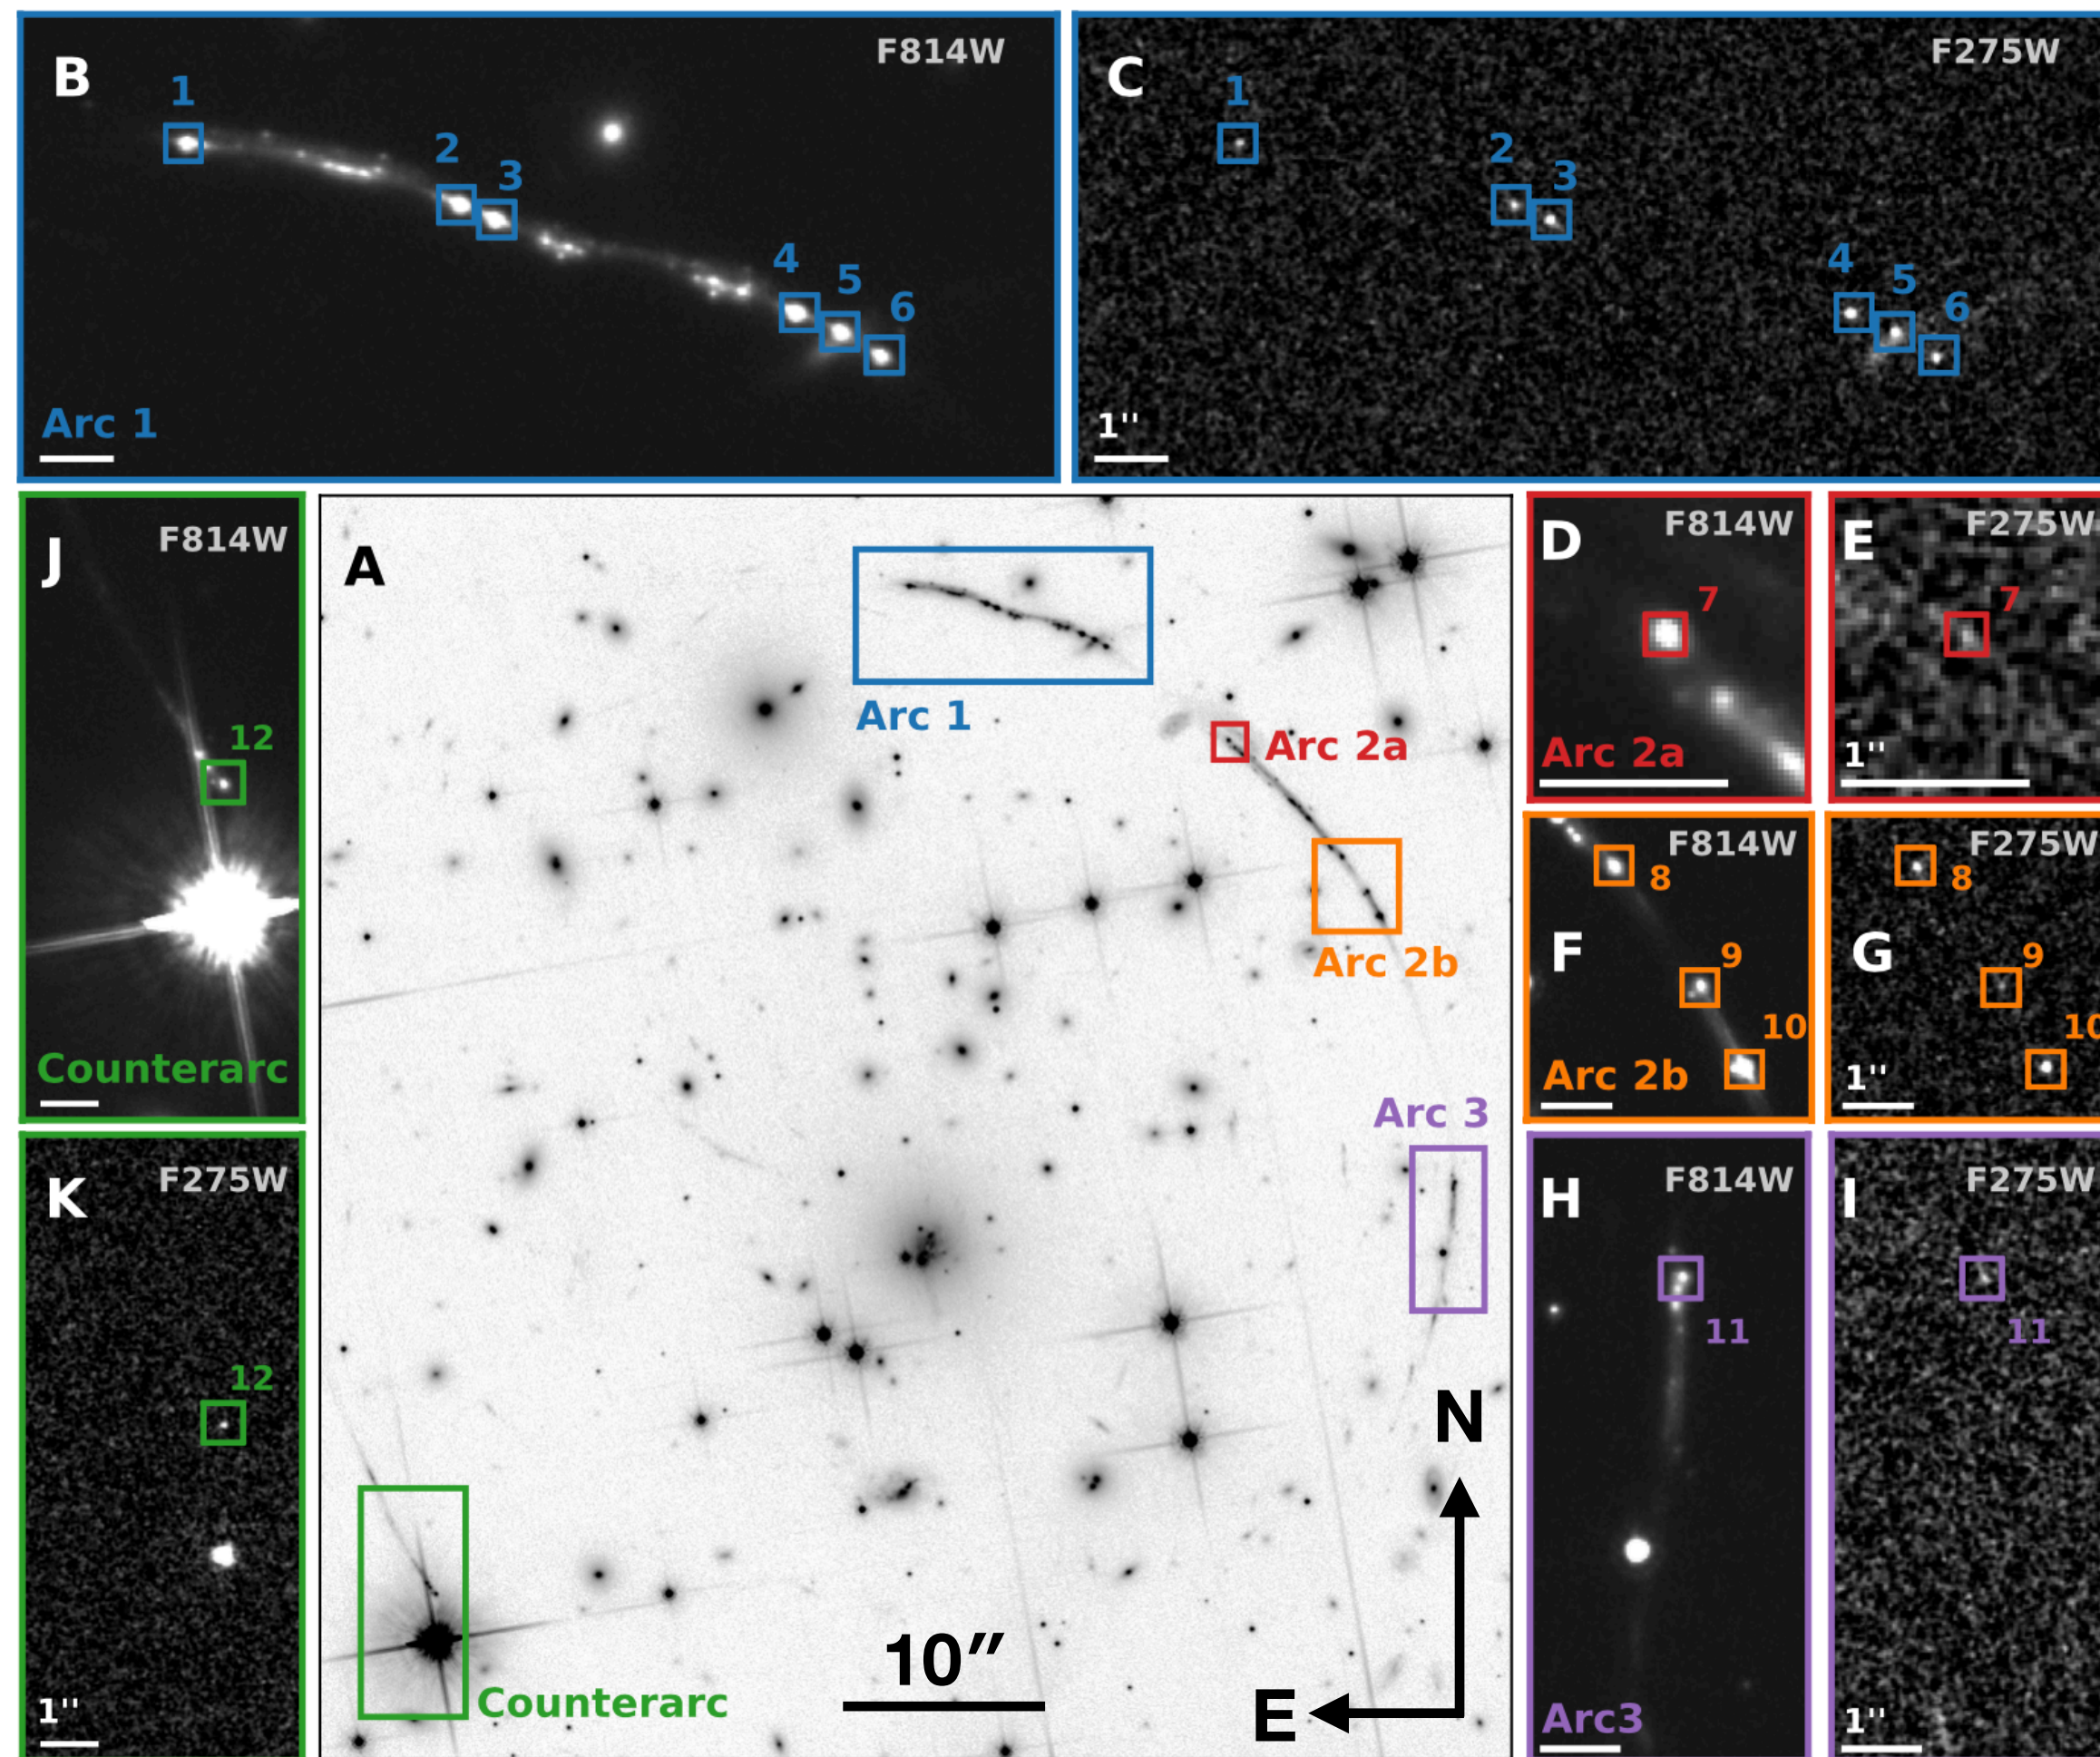 B
F814W
1
2
3
4
5
6
Arc 1
C
F275W
1
2
3
4
5
6
1''
J
F814W
12
Counterarc
K
F275W
12
1''
A
Arc 1
Arc 2a
Arc 2b
Arc 3
N
E
10″
Counterarc
D
F814W
7
Arc 2a
E
F275W
7
1''
F814W
8
F
9
10
Arc 2b
F275W
8
G
9
10
1''
H
F814W
11
Arc3
I
F275W
11
1''